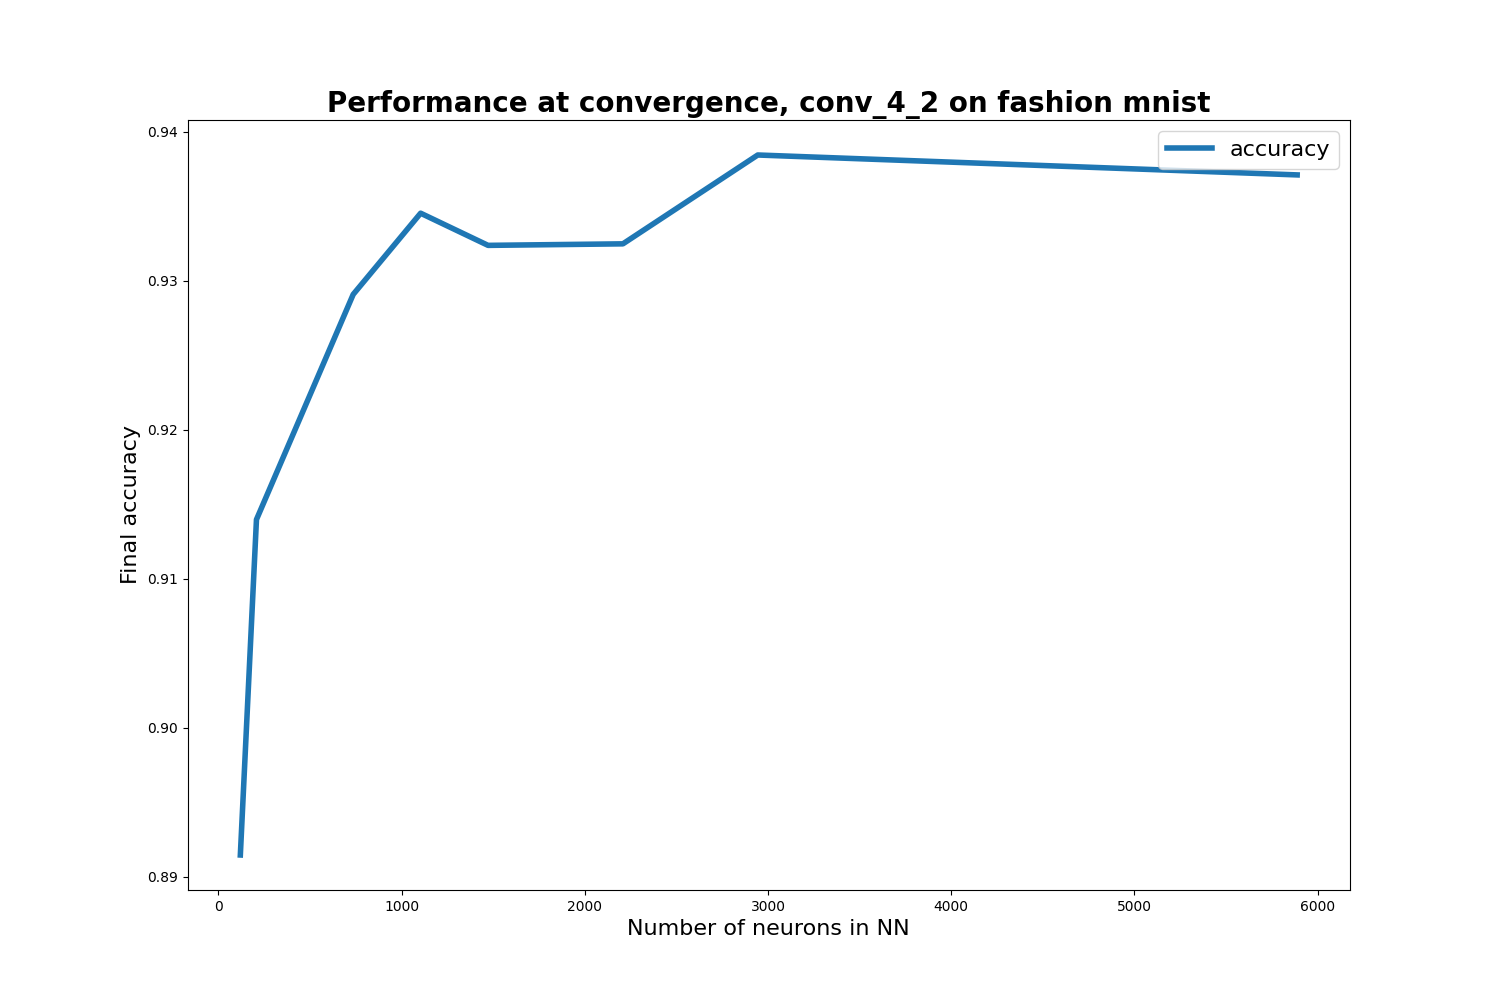 Performance at convergence, conv_4_2 on fashion mnist
accuracy
0.94
0.93
0.92
0.91
0.90
0.89
Final accuracy
0 1000 2000 3000 4000 5000 6000
Number of neurons in NN